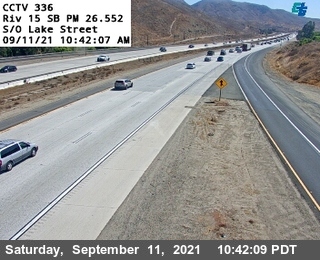 CCTV 336
Riv 15 SB PM 26.552
S/O Lake Street
09/11/21 10:42:07 AM
Saturday, September 11, 2021 10:42:09 PDT